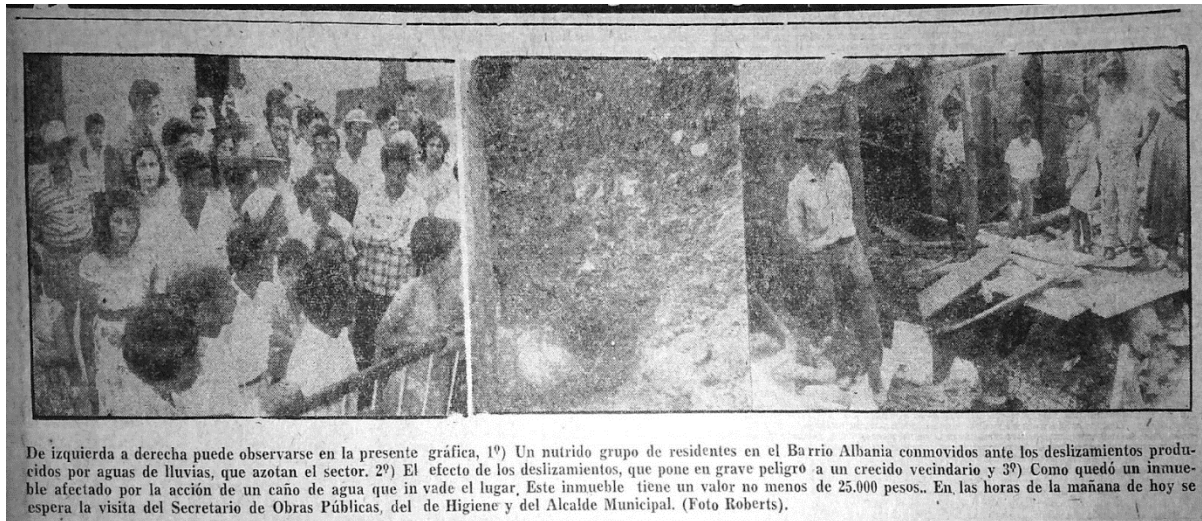 De izquierda a derecha puede observarse en la presente gráfica, 1º) Un nutrido grupo de residentes en el Barrio Albania conmovidos ante los deslizamientos produ-
cidos por aguas de lluvias, que azotan el sector. 2º) El efecto de los deslizamientos, que pone en grave peligro a un crecido vecindario y 3º) Como quedó un inmue-
ble afectado por la acción de un caño de agua que in vade el lugar. Este inmueble tiene un valor no menos de 25.000 pesos.. En las horas de la mañana de hoy se
espera la visita del Secretario de Obras Públicas, del de Higiene y del Alcalde Municipal. (Foto Roberts).